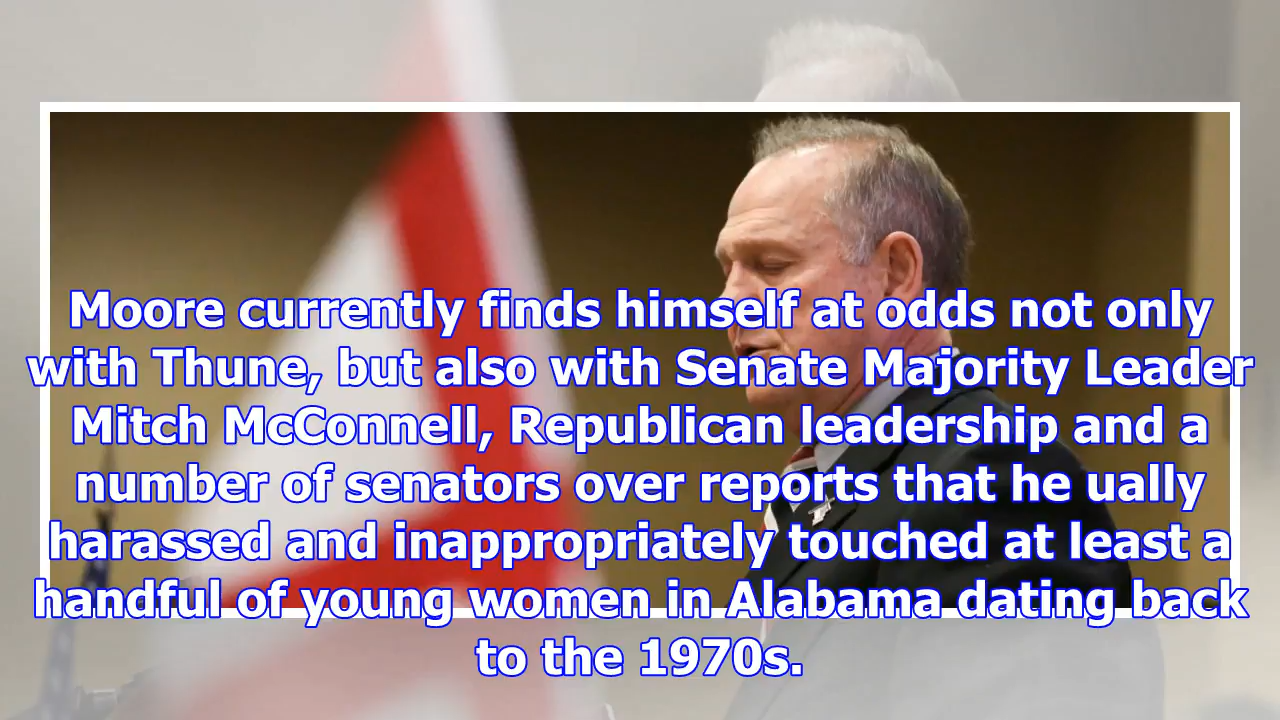 Moore currently finds himself at odds not only
with Thune, but also with Senate Majority Leader
Mitch McConnell, Republican leadership and a
number of senators over reports that he ually
harassed and inappropriately touched at least a
handful of young women in Alabama dating back
to the 1970s.